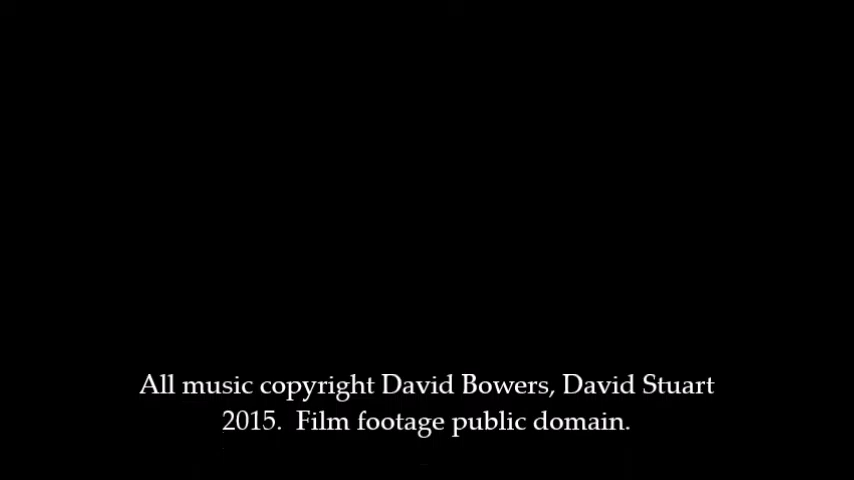 All music copyright David Bowers, David Stuart
2015.  Film footage public domain.